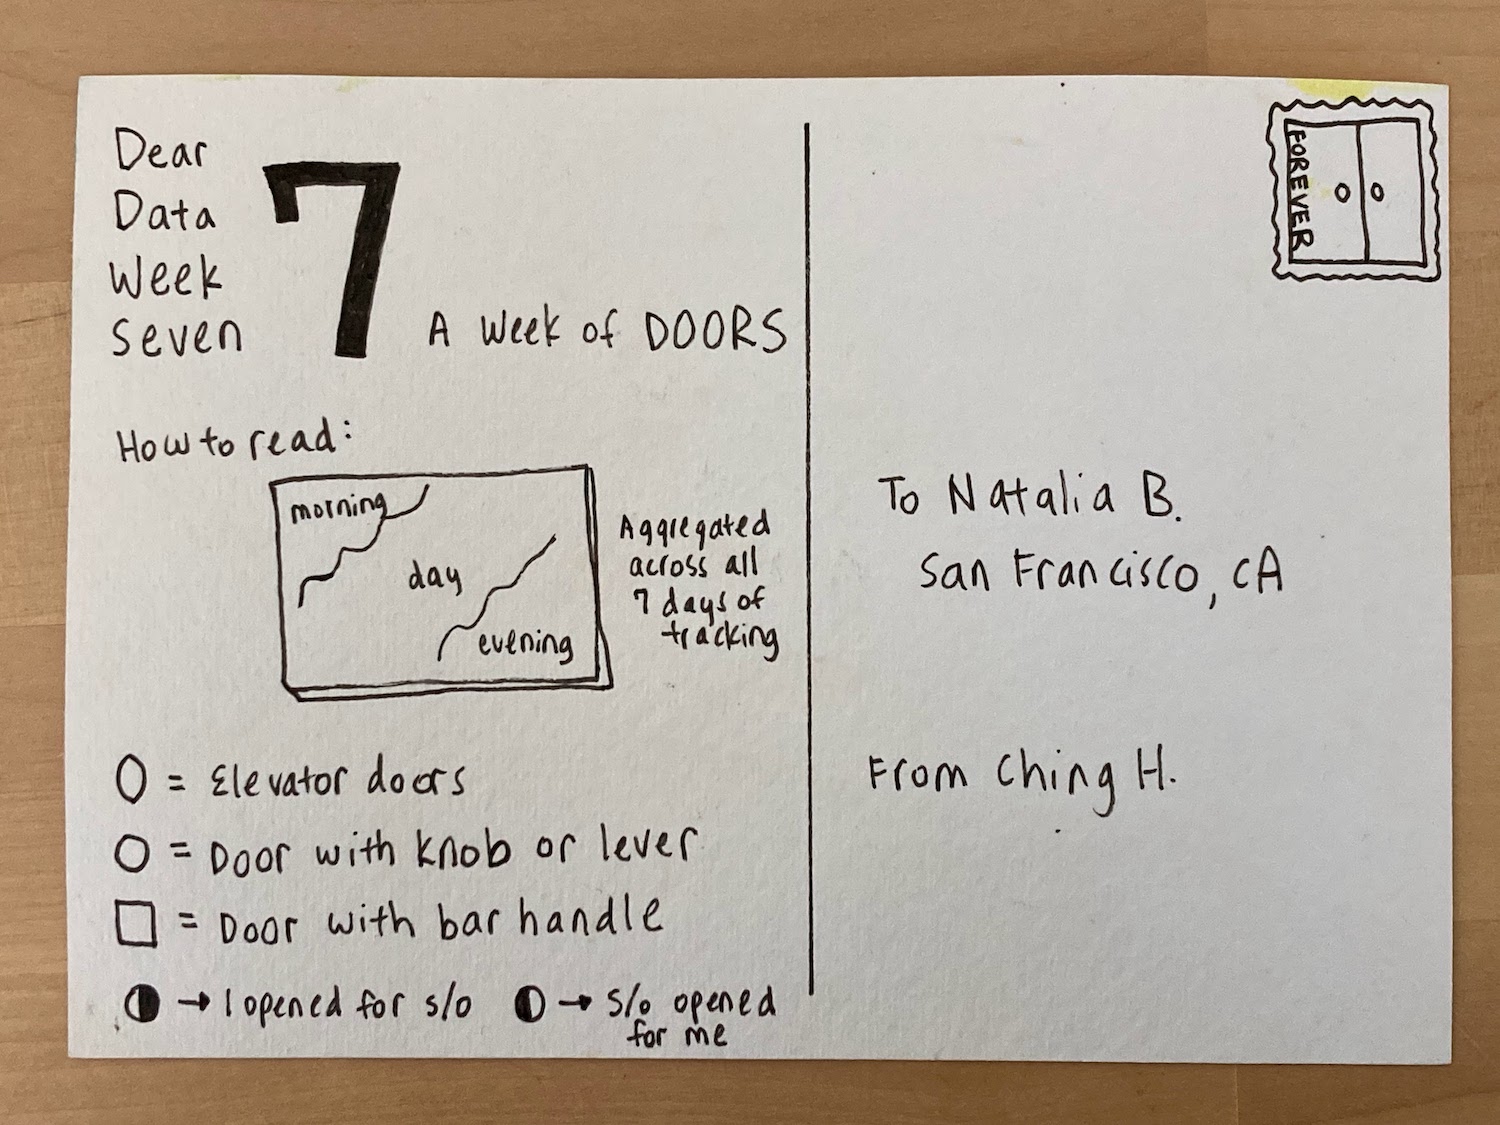 Dear
Data
Week
Seven
7
A Week of DOORS
How to read:
morning
day
evening
Aggregated
across all
7 days of
tracking
= Elevator doors
= Door with knob or lever
= Door with bar handle
→ I opened for s/o
→ s/o opened
for me
FOREVER
To Natalia B.
San Francisco, CA
From Ching H.